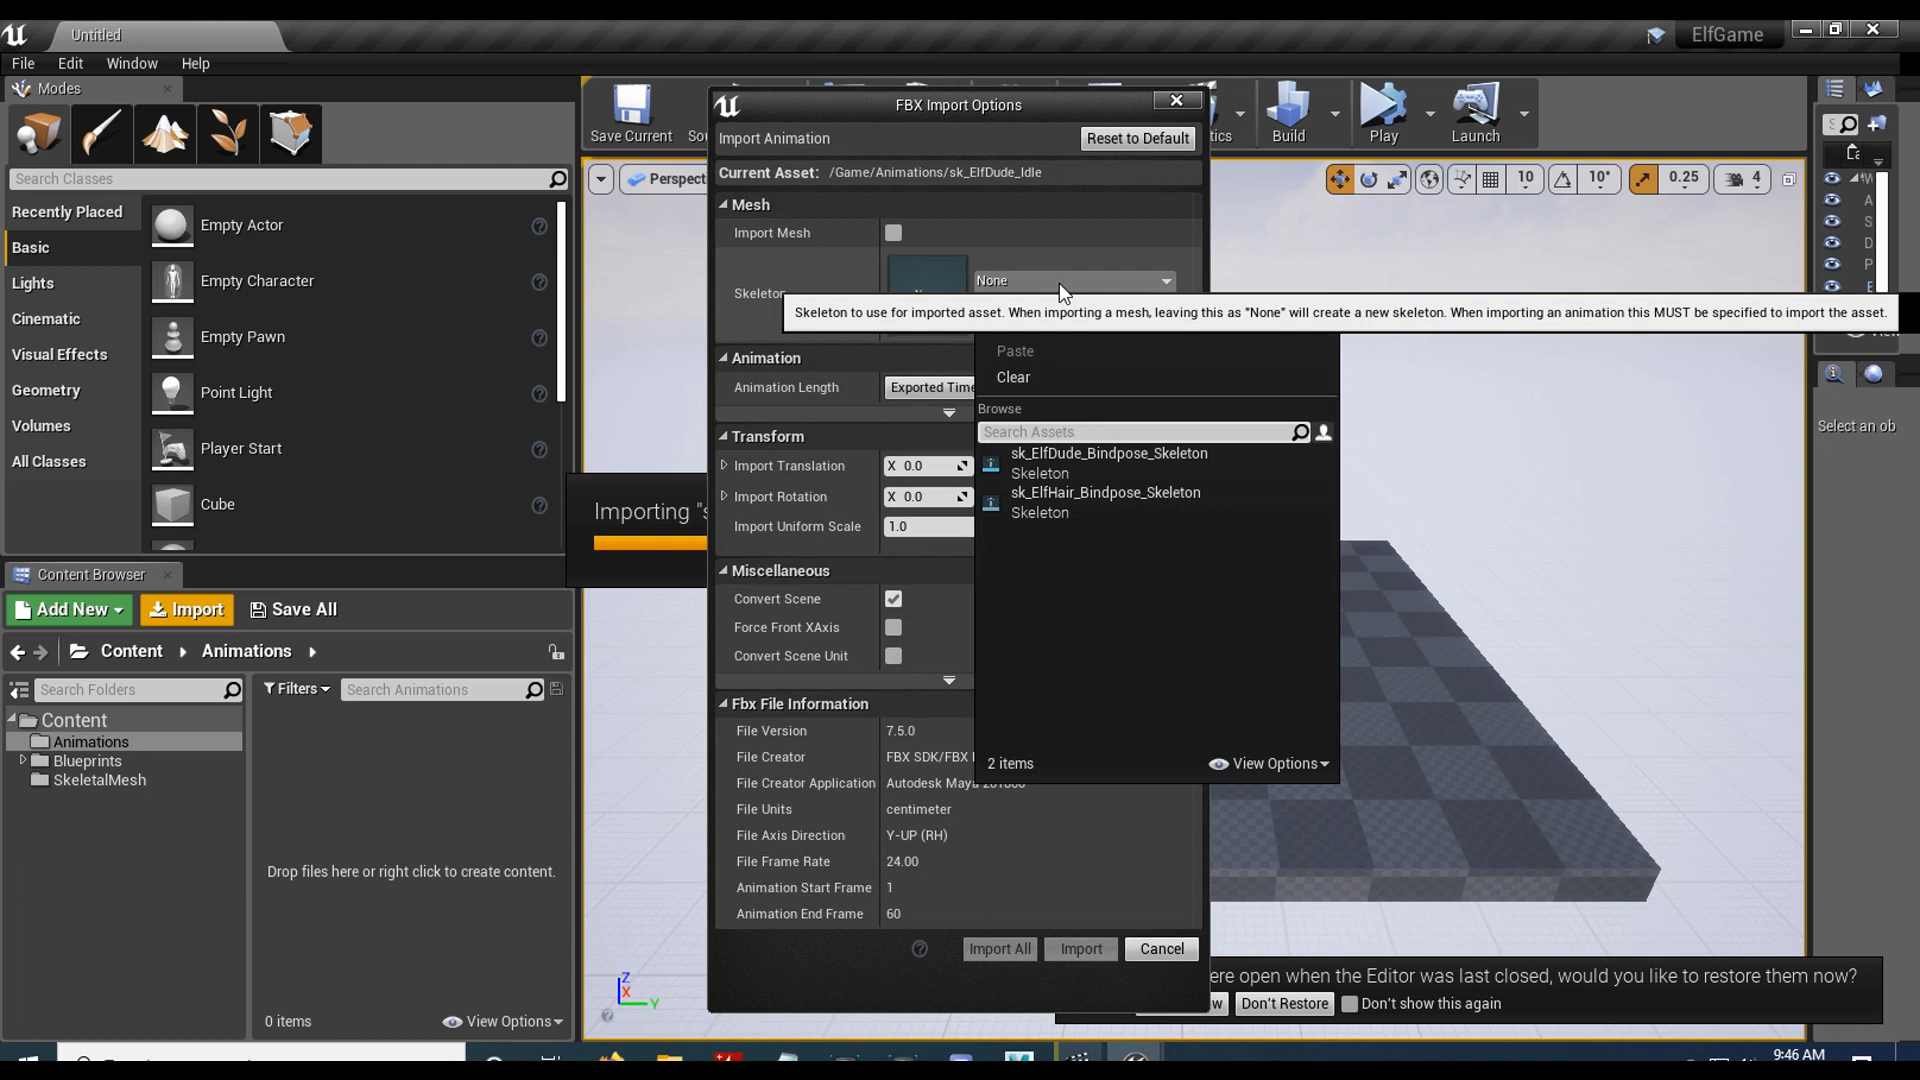 Untitled
ElfGame
File Edit Window Help
Modes
Search Classes
Recently Placed
Basic
Lights
Cinematic
Visual Effects
Geometry
Volumes
All Classes
Empty Actor
Empty Character
Empty Pawn
Point Light
Player Start
Cube
Save Current
Build
Play
Launch
Perspect
10
10°
0.25
4
FBX Import Options
Import Animation
Reset to Default
Current Asset: /Game/Animations/sk_ElfDude_Idle
Mesh
Import Mesh
Skeleton
None
Skeleton to use for imported asset. When importing a mesh, leaving this as "None" will create a new skeleton. When importing an animation this MUST be specified to import the asset.
Animation
Animation Length Exported Time
Transform
Import Translation X 0.0
Import Rotation X 0.0
Import Uniform Scale 1.0
Miscellaneous
Convert Scene
Force Front XAxis
Convert Scene Unit
Fbx File Information
File Version 7.5.0
File Creator FBX SDK/FBX
File Creator Application Autodesk Maya
File Units centimeter
File Axis Direction Y-UP (RH)
File Frame Rate 24.00
Animation Start Frame 1
Animation End Frame 60
Import All Import Cancel
Paste
Clear
Browse
Search Assets
sk_ElfDude_Bindpose_Skeleton
Skeleton
sk_ElfHair_Bindpose_Skeleton
Skeleton
2 items
View Options
Importing "s
Content Browser
Add New Import Save All
Content Animations
Search Folders
Filters Search Animations
Content
Animations
Blueprints
SkeletalMesh
Drop files here or right click to create content.
0 items View Options
Z
X
Y
Select an ob
ere open when the Editor was last closed, would you like to restore them now?
w Don't Restore Don't show this again
9:46 AM